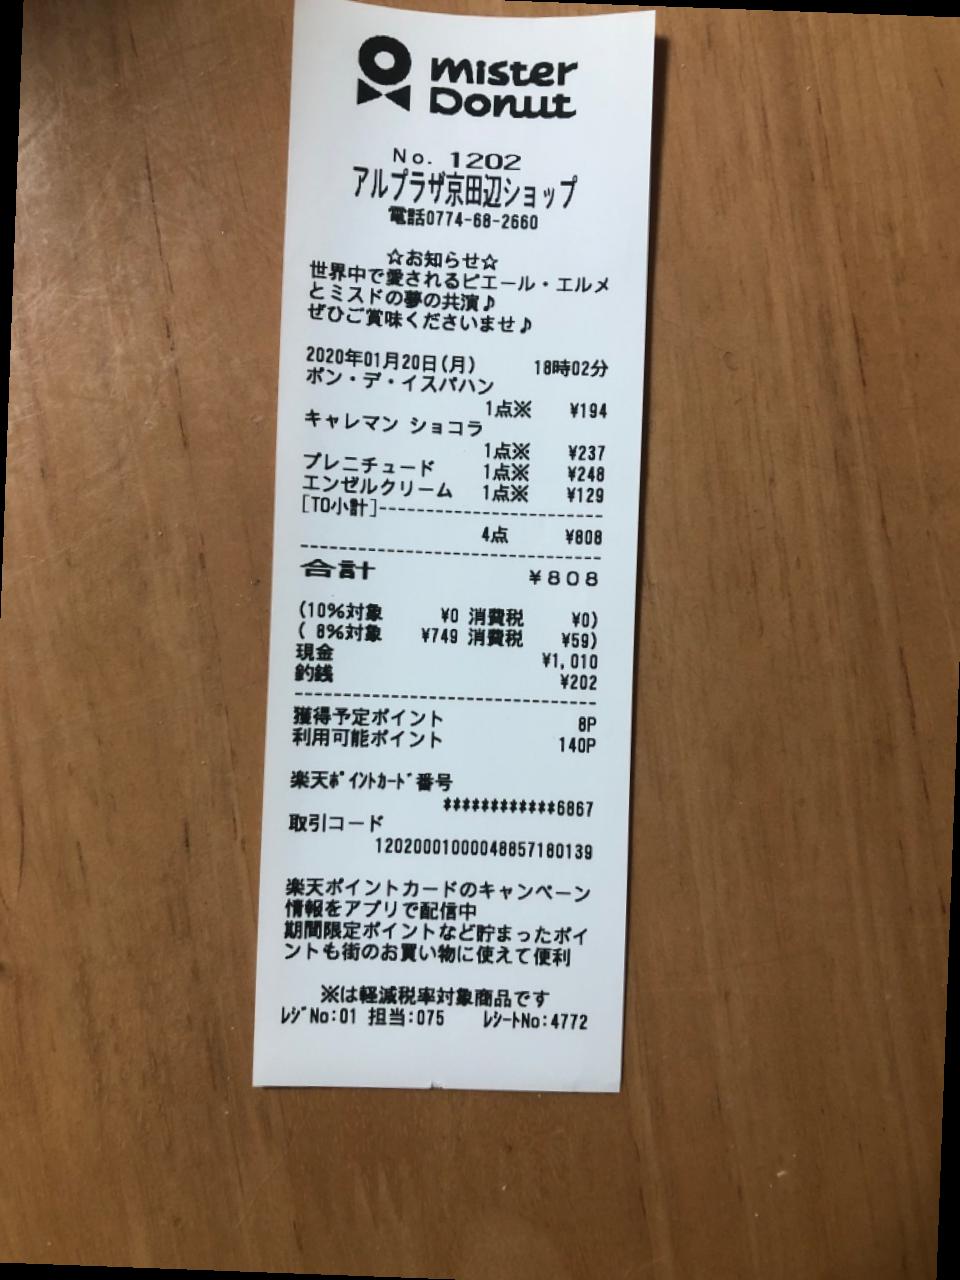 mister
Donut
No. 1202
アルプラザ京田辺ショップ
電話0774-68-2660
☆お知らせ☆
世界中で愛されるピエール・エルメ
とミスドの夢の共演♪
ぜひご賞味くださいませ♪
2020年01月20日(月) 18時02分
ポン・デ・イスパハン
1点※ ¥194
キャレマン ショコラ
1点※ ¥237
プレニチュード 1点※ ¥248
エンゼルクリーム 1点※ ¥129
[TO小計]------------------------
4点 ¥808
--------------------------------
合計 ¥808
(10%対象 ¥0 消費税 ¥0)
( 8%対象 ¥749 消費税 ¥59)
現金 ¥1,010
釣銭 ¥202
--------------------------------
獲得予定ポイント 8P
利用可能ポイント 140P
楽天ポイントカード番号
************6867
取引コード
12020001000048657180139
楽天ポイントカードのキャンペーン
情報をアプリで配信中
期間限定ポイントなど貯まったポイ
ントも街のお買い物に使えて便利
※は軽減税率対象商品です
レジNo:01 担当:075 レシートNo:4772